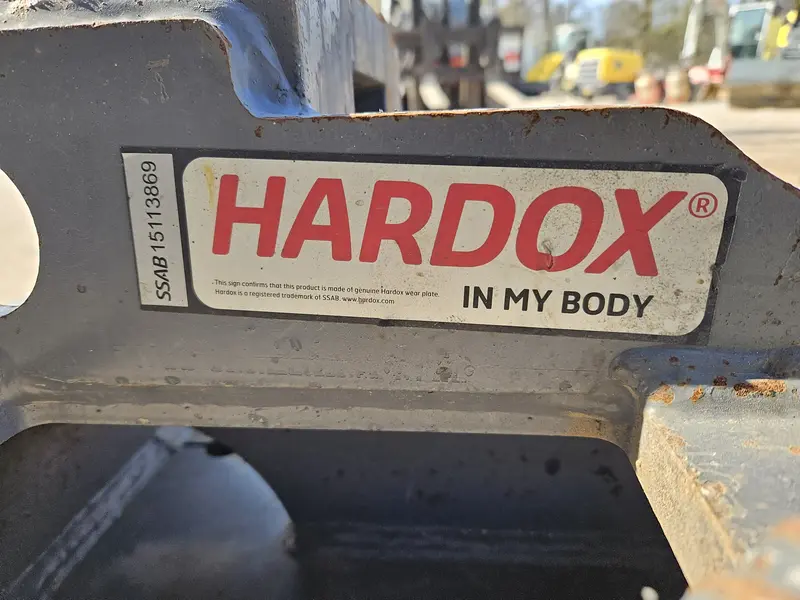 SSAB 15113869
HARDOX®
This sign confirms that this product is made of genuine Hardox wear plate.
Hardox is a registered trademark of SSAB. www.hardox.com
IN MY BODY